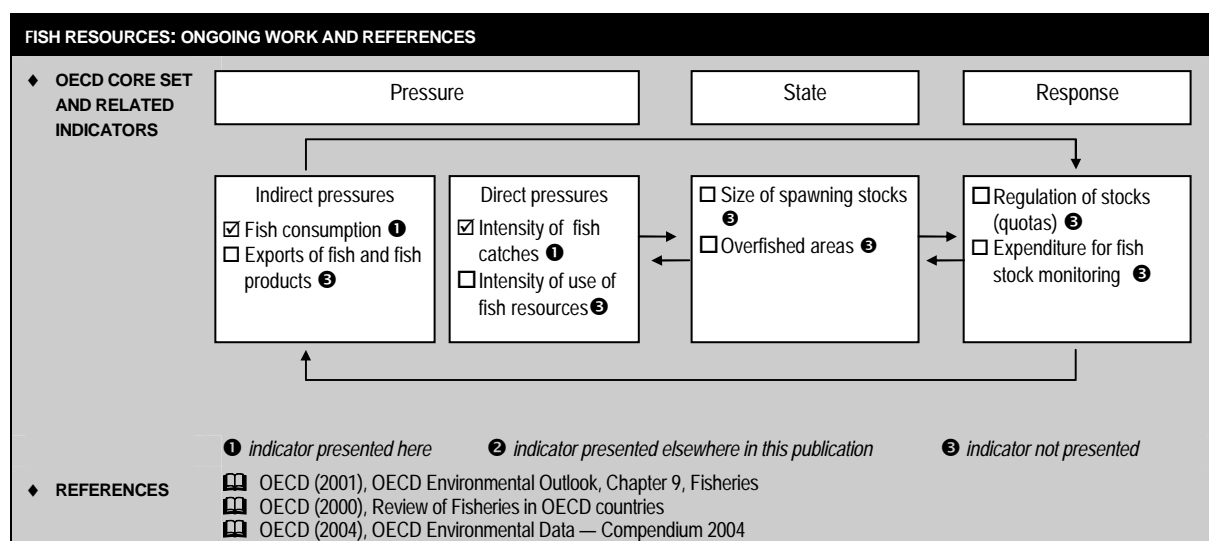 FISH RESOURCES: ONGOING WORK AND REFERENCES
♦ OECD CORE SET
AND RELATED
INDICATORS
Pressure
State
Response
Indirect pressures
☑ Fish consumption ❶
☐ Exports of fish and fish
products ❸
Direct pressures
☑ Intensity of fish
catches ❶
☐ Intensity of use of
fish resources ❸
☐ Size of spawning stocks
❸
☐ Overfished areas ❸
☐ Regulation of stocks
(quotas) ❸
☐ Expenditure for fish
stock monitoring ❸
❶ indicator presented here ❷ indicator presented elsewhere in this publication ❸ indicator not presented
♦ REFERENCES
🕮 OECD (2001), OECD Environmental Outlook, Chapter 9, Fisheries
🕮 OECD (2000), Review of Fisheries in OECD countries
🕮 OECD (2004), OECD Environmental Data — Compendium 2004